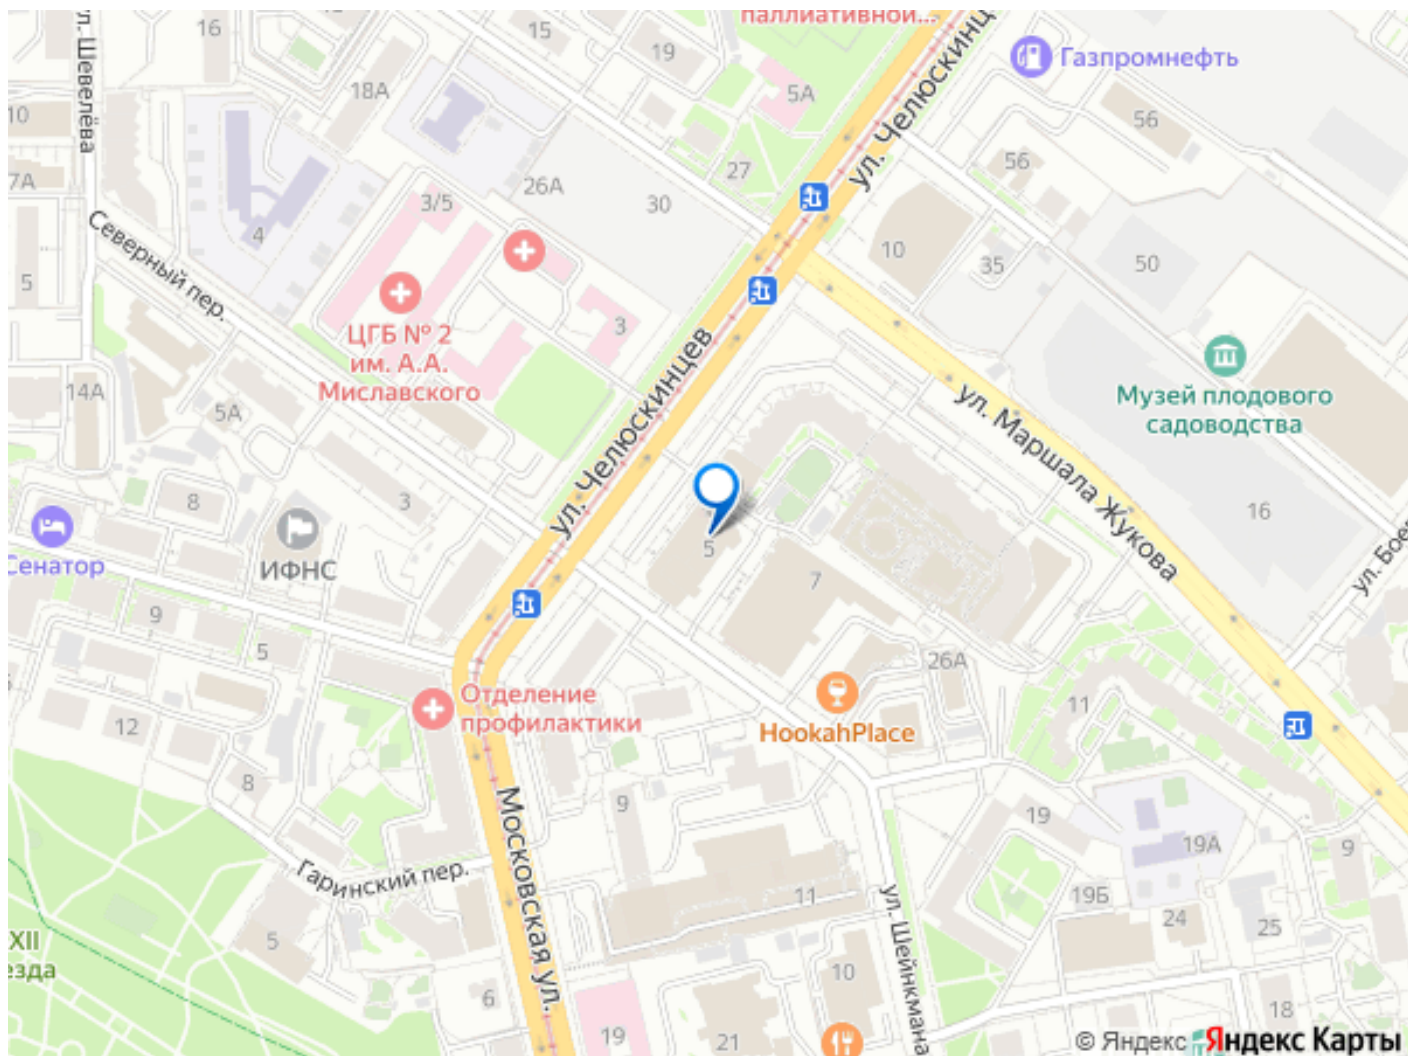 паллиативной...
ул. Шевелёва
16
15
19
18А
5А
ул. Челюскинцев
Газпромнефть
56
10
7А
4
3/5
26А
30
27
56
10
35
50
Северный пер.
5
ЦГБ № 2
им. А.А.
Миславского
3
ул. Челюскинцев
14А
5А
8
3
Музей плодового
садоводства
ул. Маршала Жукова
16
Сенатор
ИФНС
5
7
9
5
26А
11
Отделение
профилактики
HookahPlace
12
8
9
19
19А
9
Московская ул.
Гаринский пер.
11
ул. Шейнкмана
19Б
24
25
XII
5
6
10
19
21
18
© Яндекс Яндекс Карты